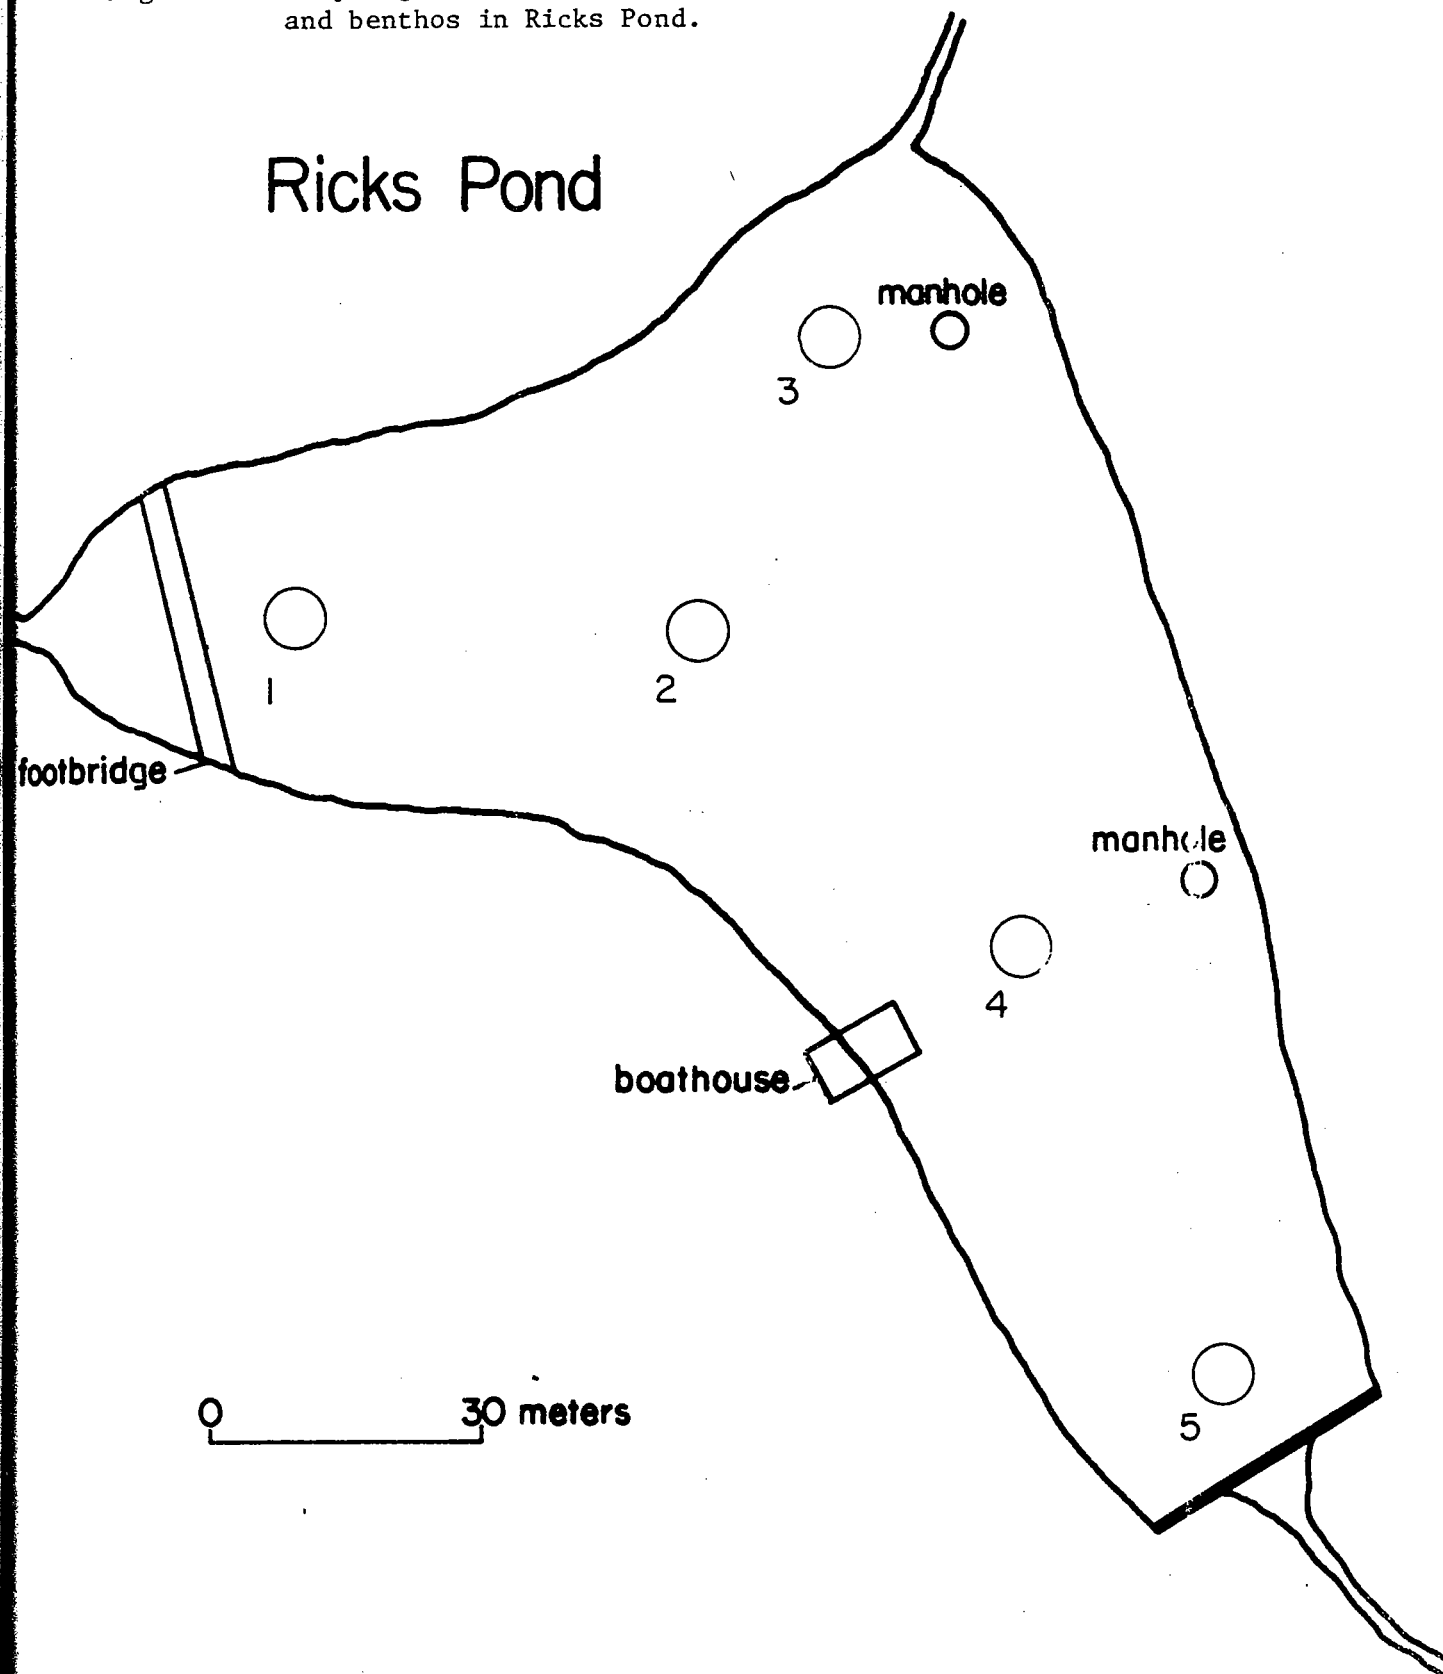 and benthos in Ricks Pond.
Ricks Pond
manhole
3
1
2
footbridge
manhole
4
boathouse
0 30 meters
5